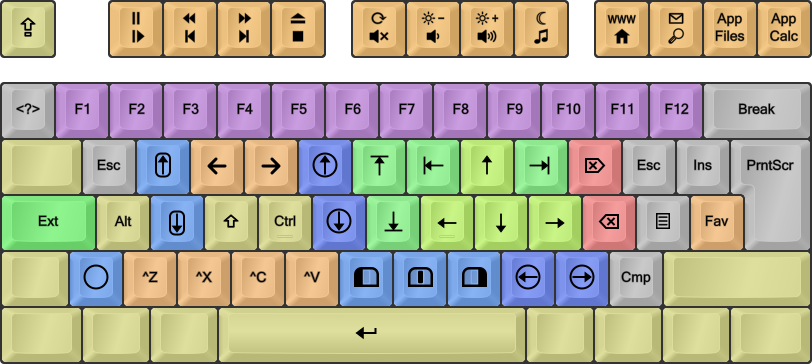 www App App
Files Calc
<?> F1 F2 F3 F4 F5 F6 F7 F8 F9 F10 F11 F12 Break
Esc Esc Ins PrntScr
Ext Alt Ctrl Fav
^Z ^X ^C ^V Cmp